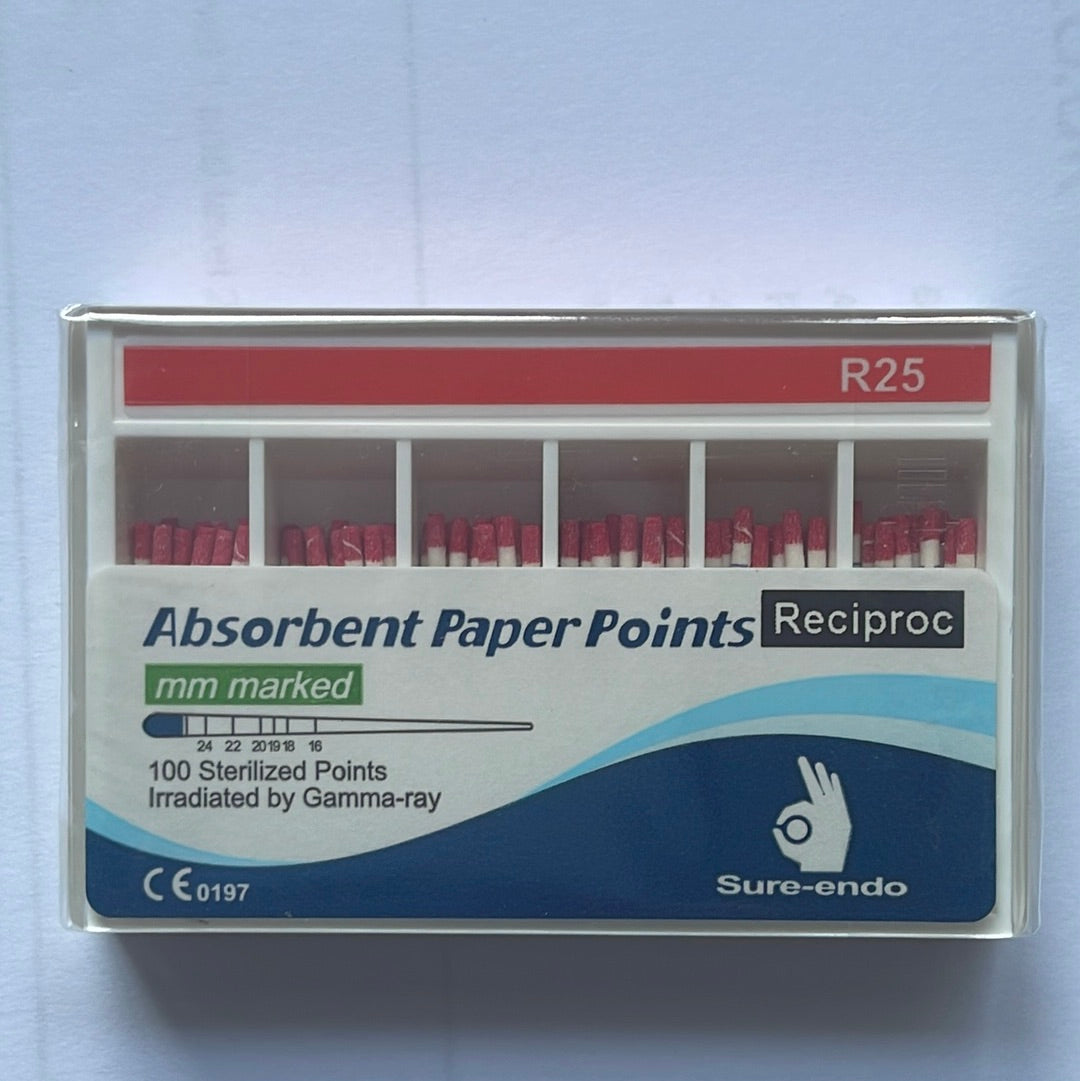 R25
Absorbent Paper Points Reciproc
mm marked
24 22 20 19 18 16
100 Sterilized Points
Irradiated by Gamma-ray
CE 0197
Sure-endo